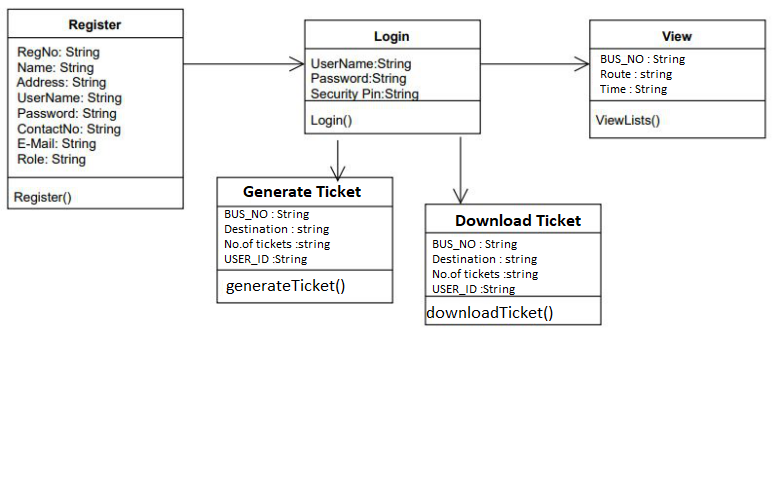 Register
RegNo: String
Name: String
Address: String
UserName: String
Password: String
ContactNo: String
E-Mail: String
Role: String
Register()
Login
UserName:String
Password:String
Security Pin:String
Login()
View
BUS_NO : String
Route : string
Time : String
ViewLists()
Generate Ticket
BUS_NO : String
Destination : string
No.of tickets :string
USER_ID :String
generateTicket()
Download Ticket
BUS_NO : String
Destination : string
No.of tickets :string
USER_ID :String
downloadTicket()